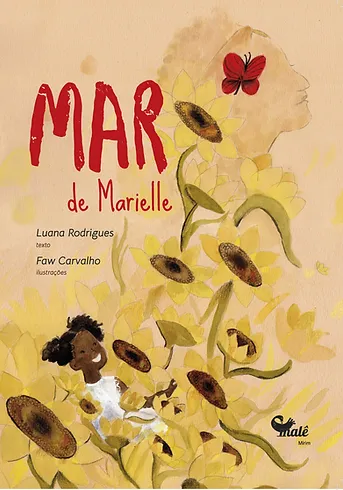 MAR
de Marielle
Luana Rodrigues
texto
Faw Carvalho
ilustrações
malê
Mirim